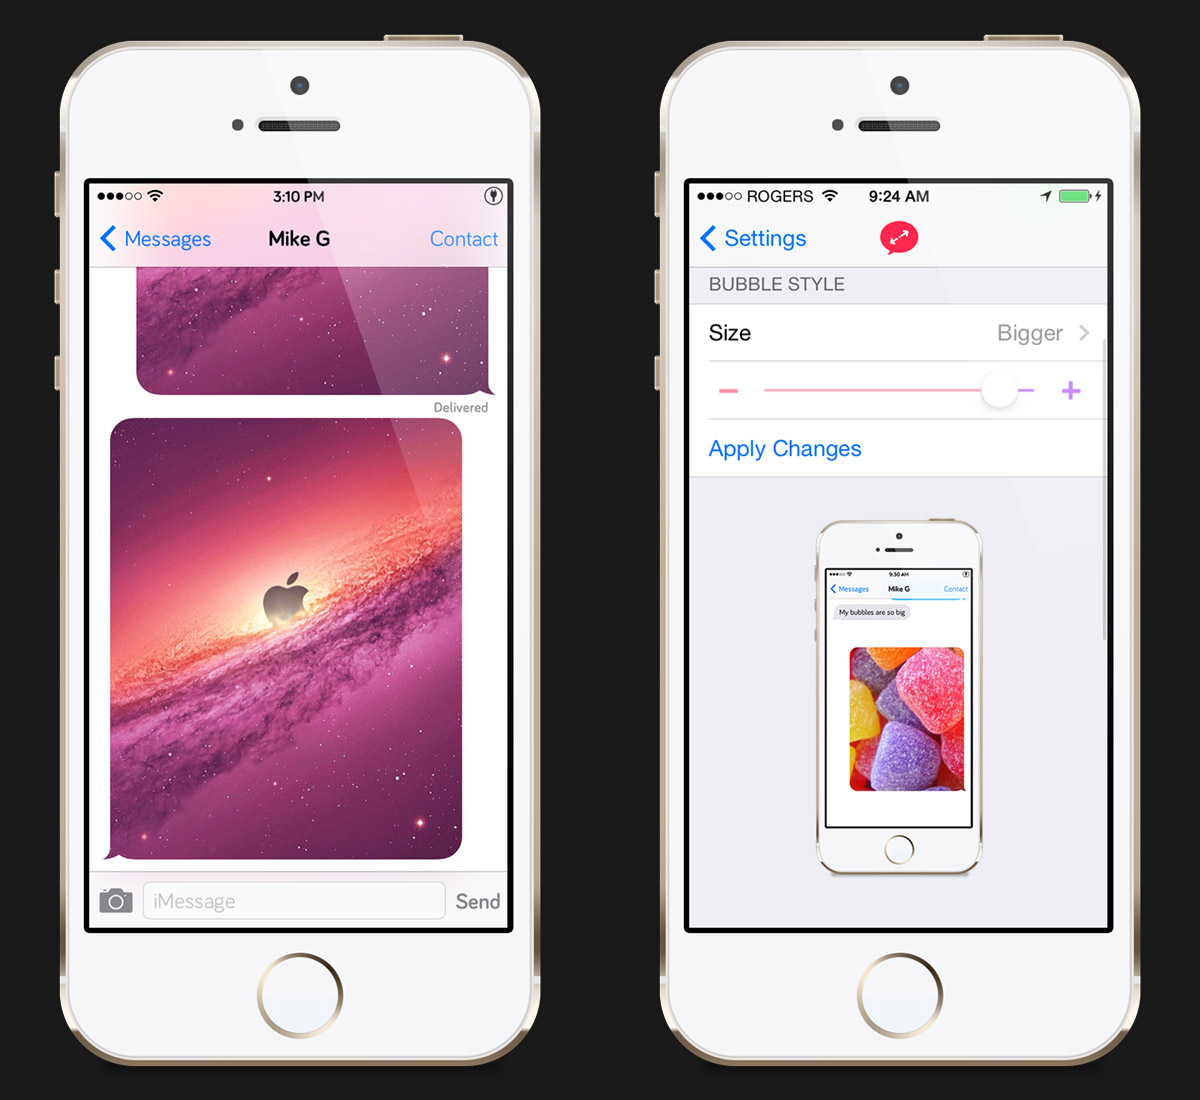 3:10 PM
Messages Mike G Contact
Delivered
iMessage Send
ROGERS 9:24 AM
Settings
BUBBLE STYLE
Size Bigger
Apply Changes
9:30 AM
Messages Mike G Contact
My bubbles are so big